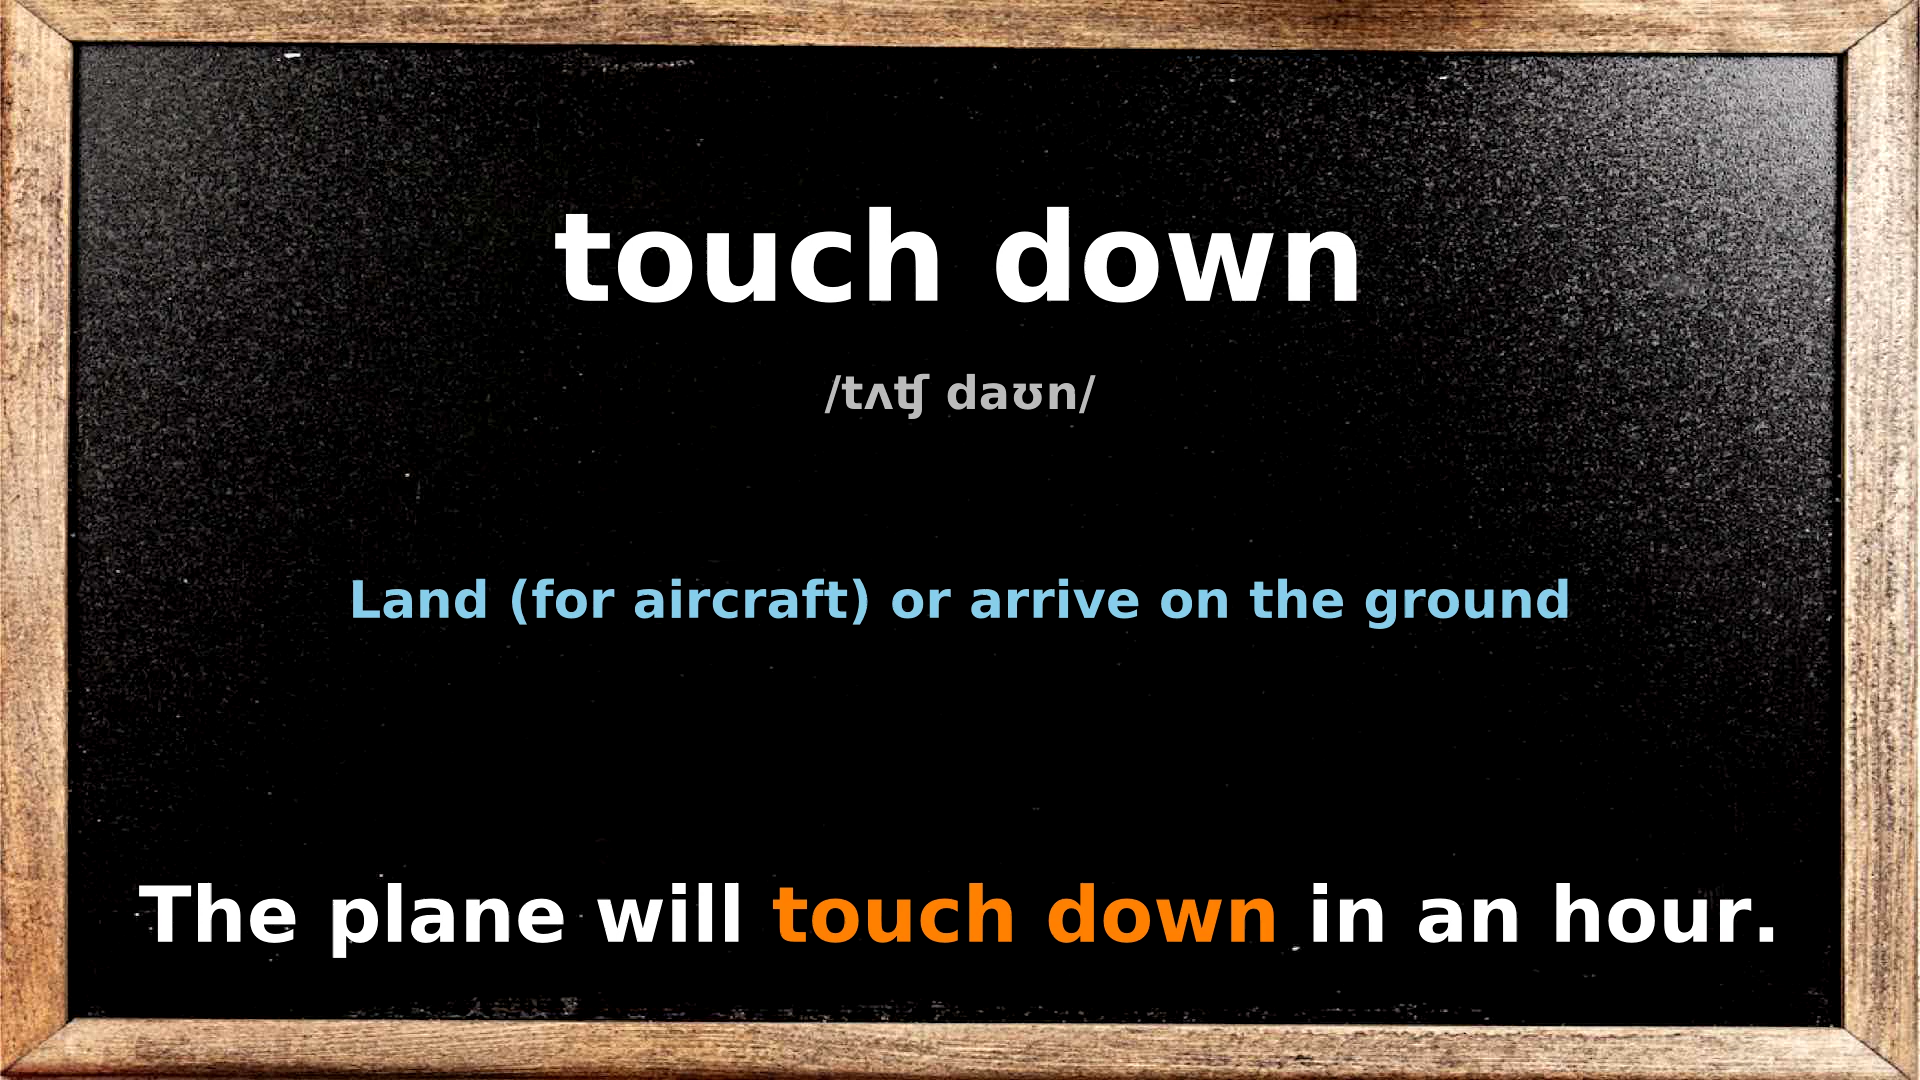 touch down
/tʌʧ daʊn/
Land (for aircraft) or arrive on the ground
The plane will touch down in an hour.